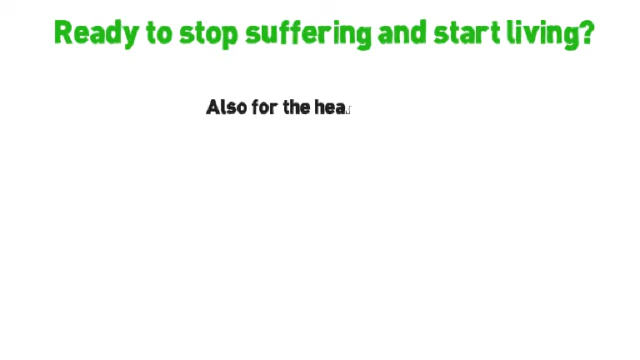 Ready to stop suffering and start living?
Also for the hea